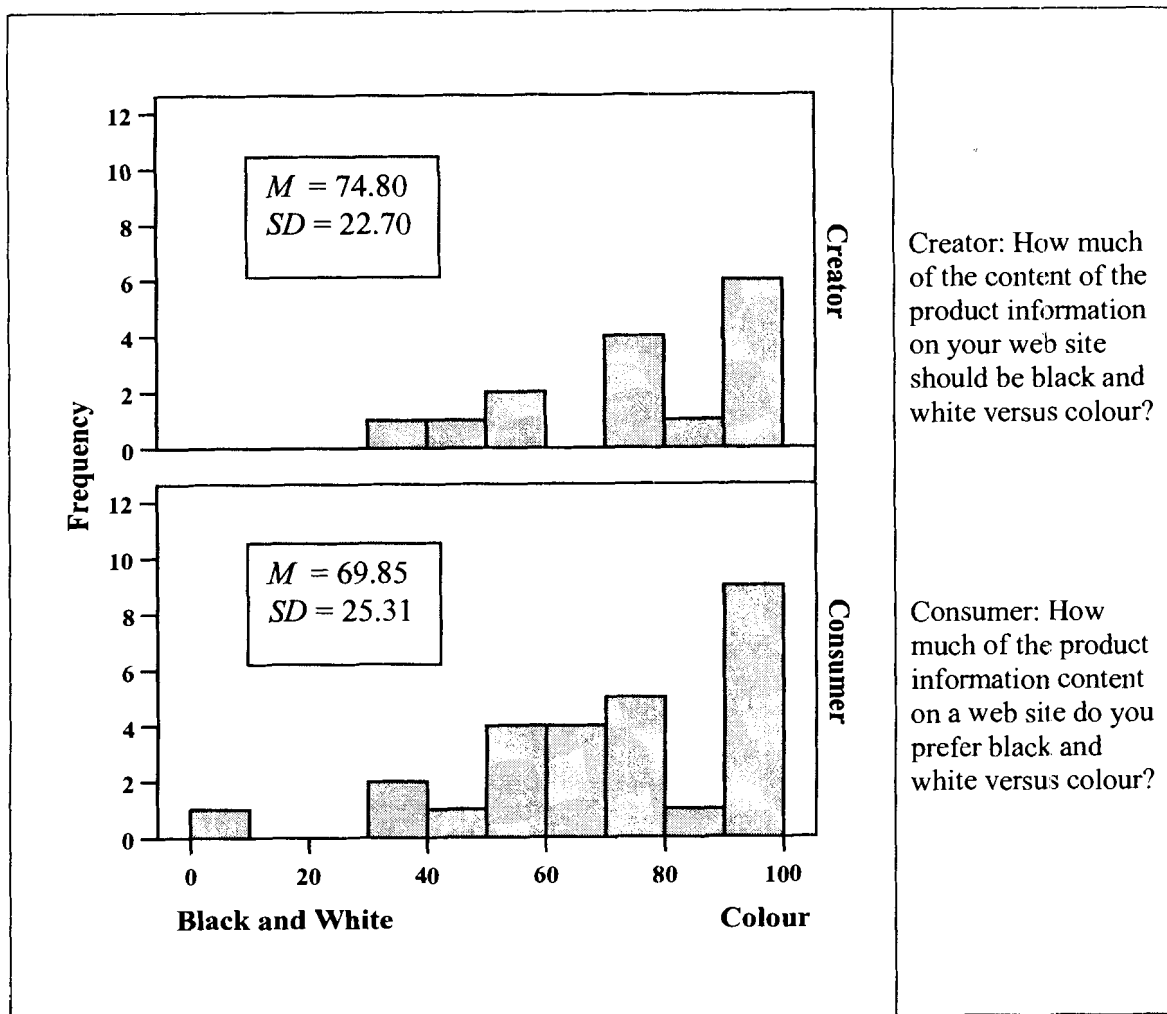 12
10
8
6
4
2
0
M = 74.80
SD = 22.70
Creator
Creator: How much
of the content of the
product information
on your web site
should be black and
white versus colour?
Frequency
12
10
8
6
4
2
0
M = 69.85
SD = 25.31
Consumer
Consumer: How
much of the product
information content
on a web site do you
prefer black and
white versus colour?
0 20 40 60 80 100
Black and White Colour